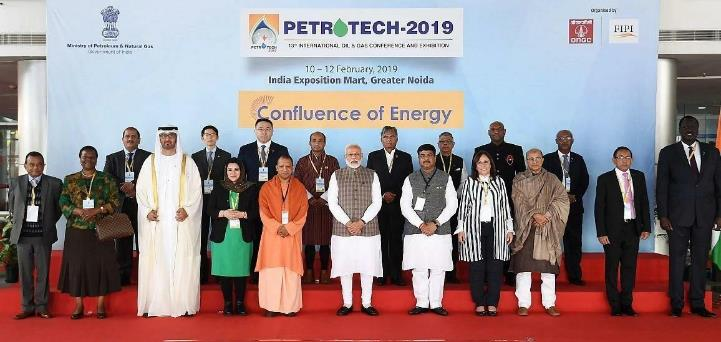 PETROTECH-2019
13th INTERNATIONAL OIL & GAS CONFERENCE AND EXHIBITION
Ministry of Petroleum & Natural Gas
Government of India
Organised by
ONGC
FIPI
10 – 12 February, 2019
India Exposition Mart, Greater Noida
Confluence of Energy